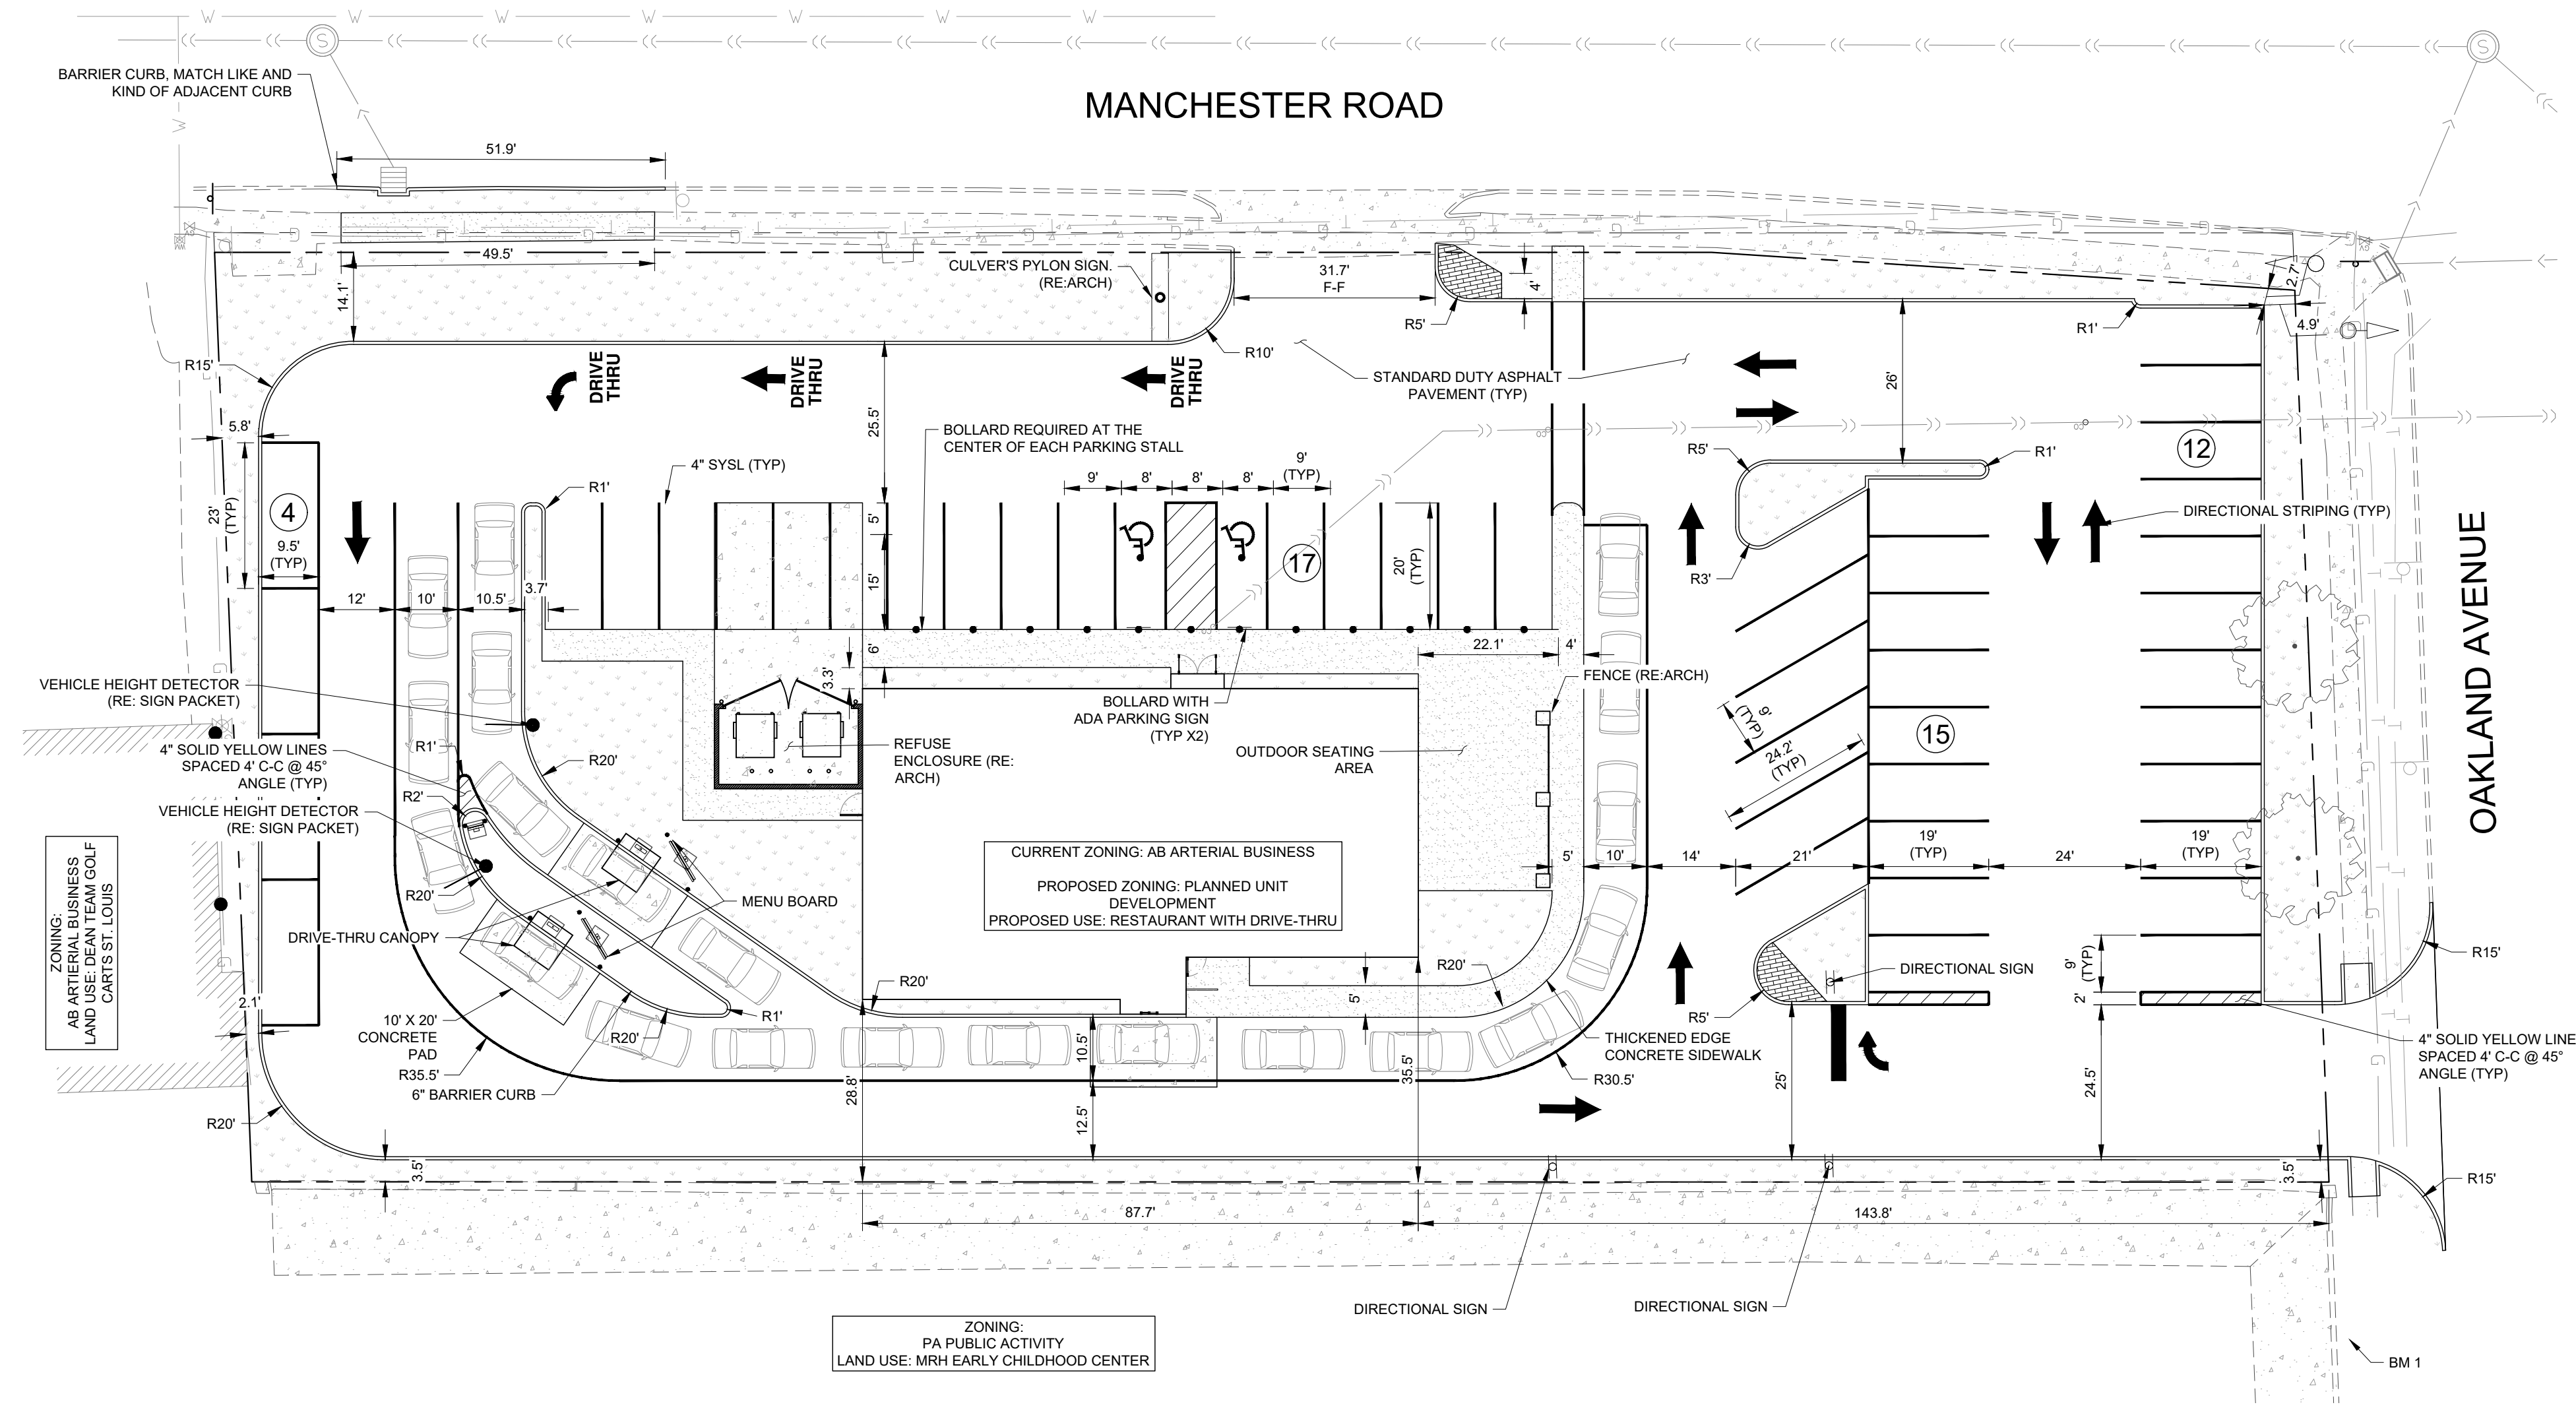 W W W W W W W
S
S
BARRIER CURB, MATCH LIKE AND
KIND OF ADJACENT CURB
MANCHESTER ROAD
W
51.9'
49.5'
14.1'
CULVER'S PYLON SIGN.
(RE:ARCH)
31.7'
F-F
4'
R5'
R10'
2.7'
4.9'
R1'
R15'
DRIVE
THRU
DRIVE
THRU
DRIVE
THRU
STANDARD DUTY ASPHALT
PAVEMENT (TYP)
26'
25.5'
5.8'
BOLLARD REQUIRED AT THE
CENTER OF EACH PARKING STALL
4" SYSL (TYP)
9'
8'
8'
8'
9'
(TYP)
R5'
R1'
12
R1'
23'
(TYP)
4
9.5'
(TYP)
5'
15'
17
20'
(TYP)
R3'
DIRECTIONAL STRIPING (TYP)
OAKLAND AVENUE
12'
10'
10.5'
3.7'
6'
3.3'
22.1'
4'
FENCE (RE:ARCH)
VEHICLE HEIGHT DETECTOR
(RE: SIGN PACKET)
BOLLARD WITH
ADA PARKING SIGN
(TYP X2)
9'
(TYP)
24.2'
(TYP)
15
4" SOLID YELLOW LINES
SPACED 4' C-C @ 45°
ANGLE (TYP)
R1'
R20'
REFUSE
ENCLOSURE (RE:
ARCH)
OUTDOOR SEATING
AREA
R2'
VEHICLE HEIGHT DETECTOR
(RE: SIGN PACKET)
19'
(TYP)
19'
(TYP)
5'
10'
14'
21'
24'
ZONING:
AB ARTIERIAL BUSINESS
LAND USE: DEAN TEAM GOLF
CARTS ST. LOUIS
CURRENT ZONING: AB ARTERIAL BUSINESS
PROPOSED ZONING: PLANNED UNIT
DEVELOPMENT
PROPOSED USE: RESTAURANT WITH DRIVE-THRU
R20'
MENU BOARD
DRIVE-THRU CANOPY
R20'
R20'
5'
DIRECTIONAL SIGN
9'
(TYP)
2'
R15'
2.1'
10' X 20'
CONCRETE
PAD
R1'
R20'
R5'
THICKENED EDGE
CONCRETE SIDEWALK
4" SOLID YELLOW LINE
SPACED 4' C-C @ 45°
ANGLE (TYP)
R35.5'
6" BARRIER CURB
10.5'
28.8'
35.5'
R30.5'
25'
24.5'
R20'
12.5'
3.5'
3.5'
R15'
87.7'
143.8'
DIRECTIONAL SIGN
DIRECTIONAL SIGN
ZONING:
PA PUBLIC ACTIVITY
LAND USE: MRH EARLY CHILDHOOD CENTER
BM 1